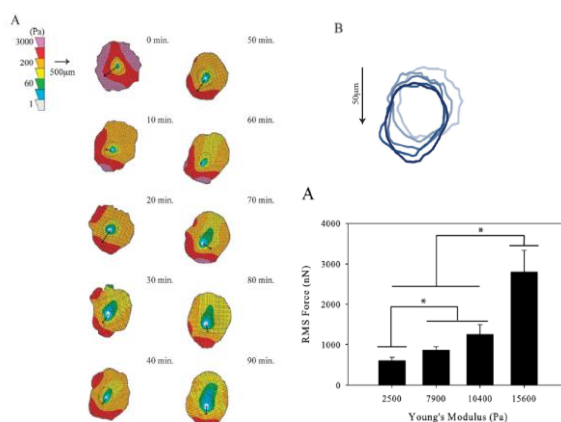 A
(Pa)
3000
200
60
1
500µm
0 min.
50 min.
10 min.
60 min.
20 min.
70 min.
30 min.
80 min.
40 min.
90 min.
B
50µm
A
RMS Force (nN)
4000
3000
2000
1000
0
*
*
2500 7900 10400 15600
Young's Modulus (Pa)